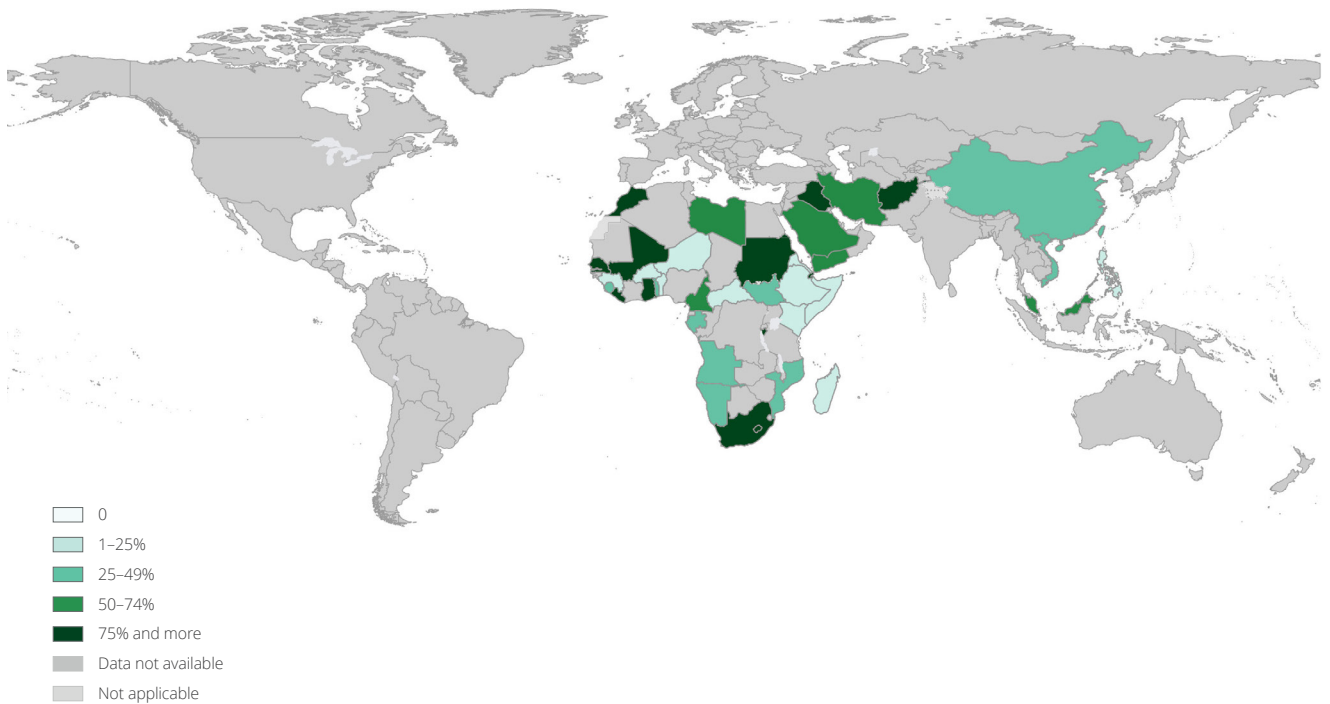 0
1–25%
25–49%
50–74%
75% and more
Data not available
Not applicable